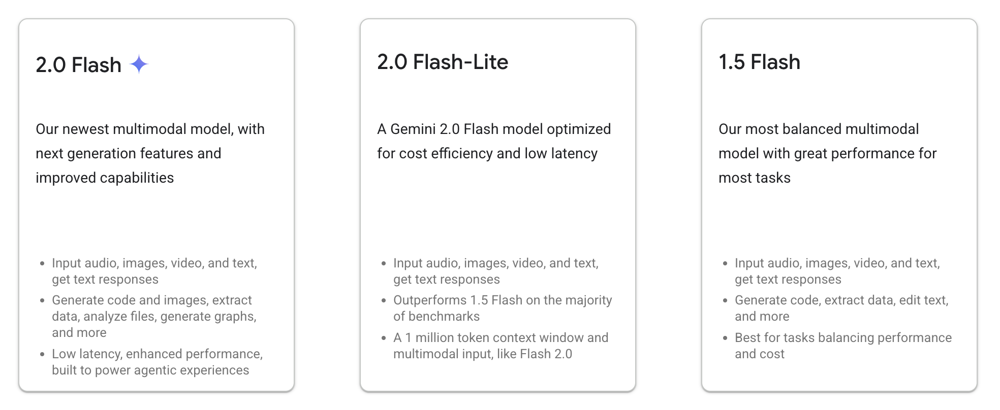 2.0 Flash
Our newest multimodal model, with
next generation features and
improved capabilities
• Input audio, images, video, and text,
get text responses
• Generate code and images, extract
data, analyze files, generate graphs,
and more
• Low latency, enhanced performance,
built to power agentic experiences
2.0 Flash-Lite
A Gemini 2.0 Flash model optimized
for cost efficiency and low latency
• Input audio, images, video, and text,
get text responses
• Outperforms 1.5 Flash on the majority
of benchmarks
• A 1 million token context window and
multimodal input, like Flash 2.0
1.5 Flash
Our most balanced multimodal
model with great performance for
most tasks
• Input audio, images, video, and text,
get text responses
• Generate code, extract data, edit text,
and more
• Best for tasks balancing performance
and cost